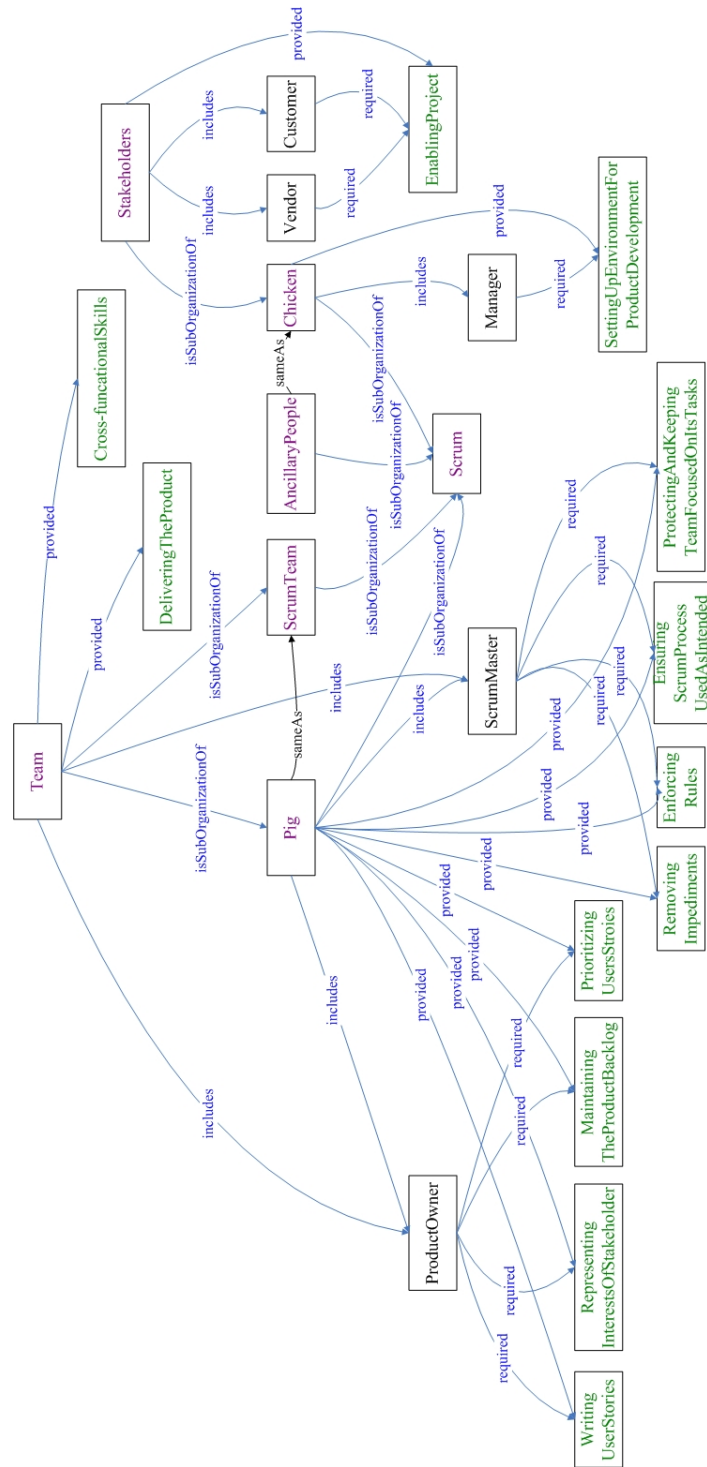 Team
Stakeholders
provided
Cross-funcationalSkills
provided
DeliveringTheProduct
isSubOrganizationOf
isSubOrganizationOf
includes
includes
isSubOrganizationOf
includes
includes
provided
Pig
sameAs
ScrumTeam
AncillaryPeople
sameAs
Chicken
Vendor
Customer
includes
includes
isSubOrganizationOf
isSubOrganizationOf
isSubOrganizationOf
isSubOrganizationOf
includes
provided
required
required
ProductOwner
ScrumMaster
Scrum
Manager
EnablingProject
required
required
required
required
provided
provided
provided
provided
provided
provided
provided
provided
required
required
required
required
required
Writing
UserStories
Representing
InterestsOfStakeholder
Maintaining
TheProductBacklog
Prioritizing
UsersStroies
Removing
Impediments
Enforcing
Rules
Ensuring
ScrumProcess
UsedAsIntended
ProtectingAndKeeping
TeamFocusedOnItsTasks
SettingUpEnvironmentFor
ProductDevelopment